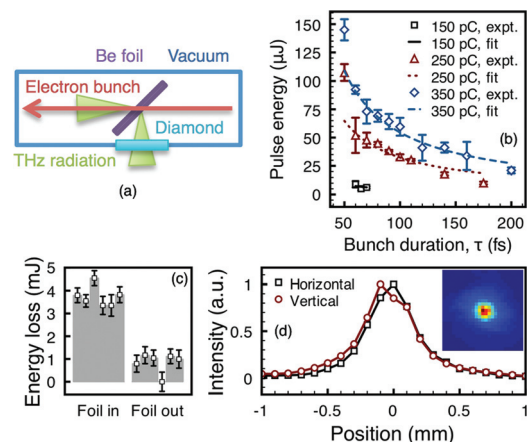 Be foil Vacuum
Electron bunch
Diamond
THz radiation
(a)
Pulse energy (µJ)
150
125
100
75
50
25
0
150 pC, expt.
150 pC, fit
250 pC, expt.
250 pC, fit
350 pC, expt.
350 pC, fit
(b)
50 100 150 200
Bunch duration, τ (fs)
Energy loss (mJ)
5
4
3
2
1
0
(c)
Foil in Foil out
Intensity (a.u.)
1
0.5
0
Horizontal
Vertical
(d)
-1 -0.5 0 0.5 1
Position (mm)